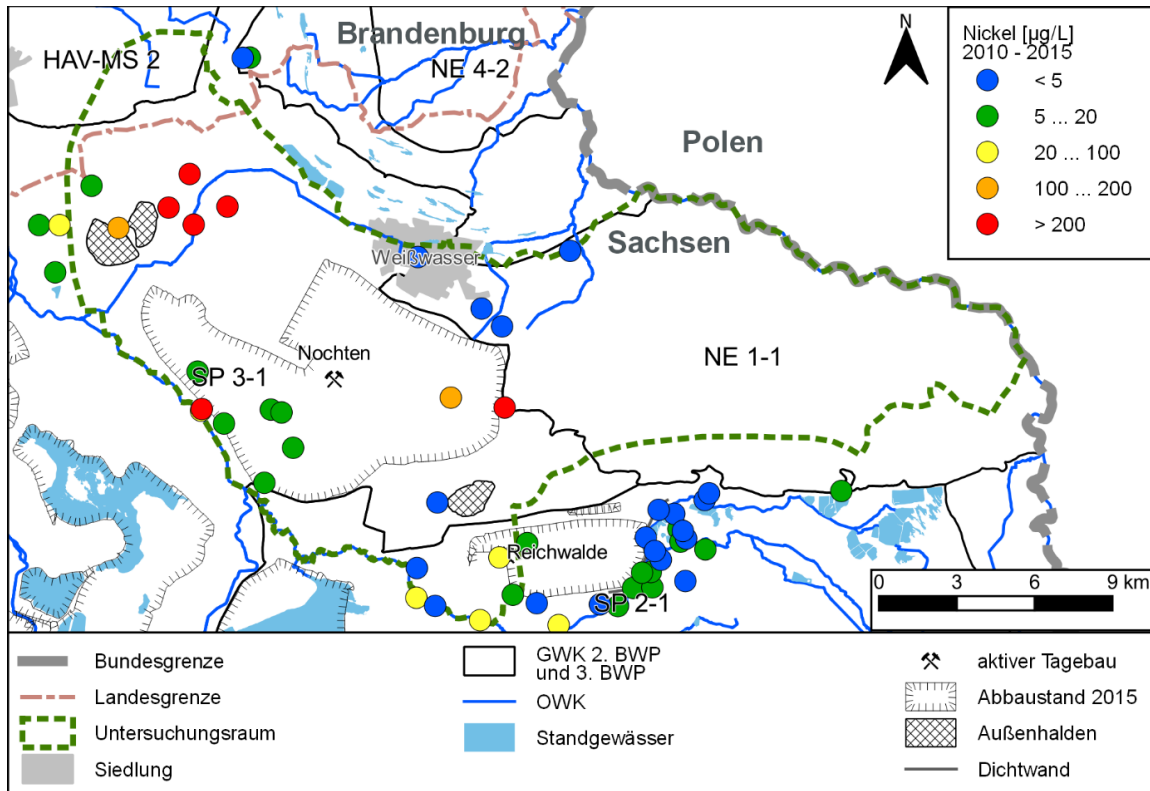 HAV-MS 2
Brandenburg
NE 4-2
N
Nickel [µg/L]
2010 - 2015
< 5
5 ... 20
20 ... 100
100 ... 200
> 200
Polen
Sachsen
Weißwasser
Nochten
SP 3-1
NE 1-1
Reichwalde
SP 2-1
0 3 6 9 km
Bundesgrenze
Landesgrenze
Untersuchungsraum
Siedlung
GWK 2. BWP
und 3. BWP
OWK
Standgewässer
aktiver Tagebau
Abbaustand 2015
Außenhalden
Dichtwand